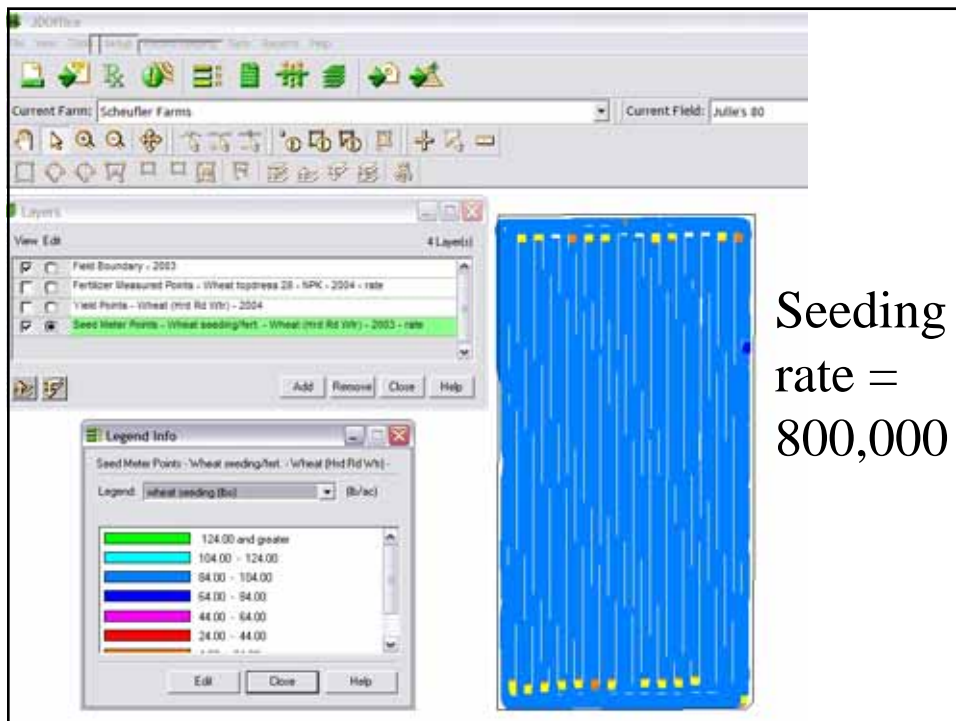 JDOffice
Current Farm: Scheufler Farms Current Field: Julie's 80
Layers
View Edit 4 Layer(s)
Field Boundary - 2003
Fertilizer Measured Points - Wheat topdress 28 - NPK - 2004 - rate
Yield Points - Wheat (Hrd Rd Wtr) - 2004
Seed Meter Points - Wheat seeding/fert. - Wheat (Hrd Rd Wtr) - 2003 - rate
Add Remove Close Help
Legend Info
Seed Meter Points - Wheat seeding/fert. - Wheat (Hrd Rd Wtr) -
Legend: wheat seeding (lbs) (lb/ac)
124.00 and greater
104.00 - 124.00
84.00 - 104.00
64.00 - 84.00
44.00 - 64.00
24.00 - 44.00
Edit Close Help
Seeding
rate =
800,000